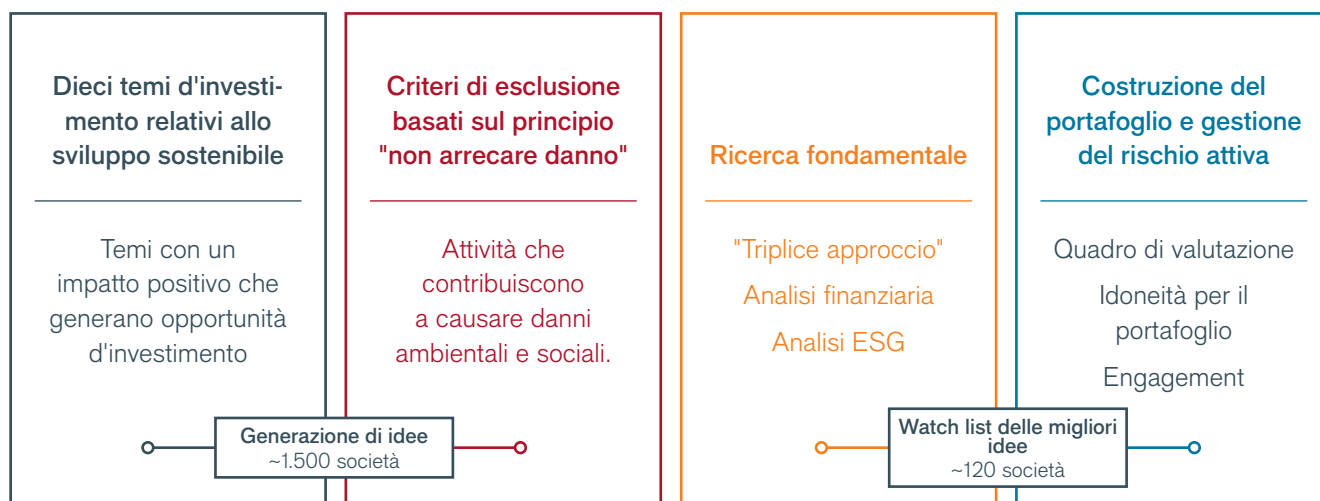 Dieci temi d'investi-
mento relativi allo
sviluppo sostenibile
Temi con un
impatto positivo che
generano opportunità
d'investimento
Criteri di esclusione
basati sul principio
"non arrecare danno"
Attività che
contribuiscono
a causare danni
ambientali e sociali.
Generazione di idee
~1.500 società
Ricerca fondamentale
"Triplice approccio"
Analisi finanziaria
Analisi ESG
Costruzione del
portafoglio e gestione
del rischio attiva
Quadro di valutazione
Idoneità per il
portafoglio
Engagement
Watch list delle migliori
idee
~120 società